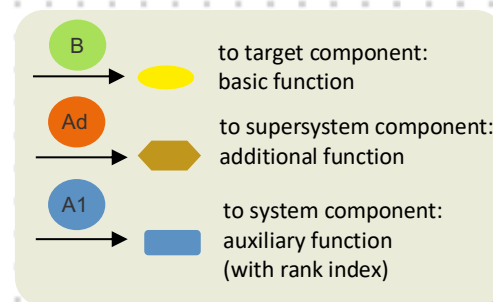 B
to target component:
basic function
Ad
to supersystem component:
additional function
A1
to system component:
auxiliary function
(with rank index)